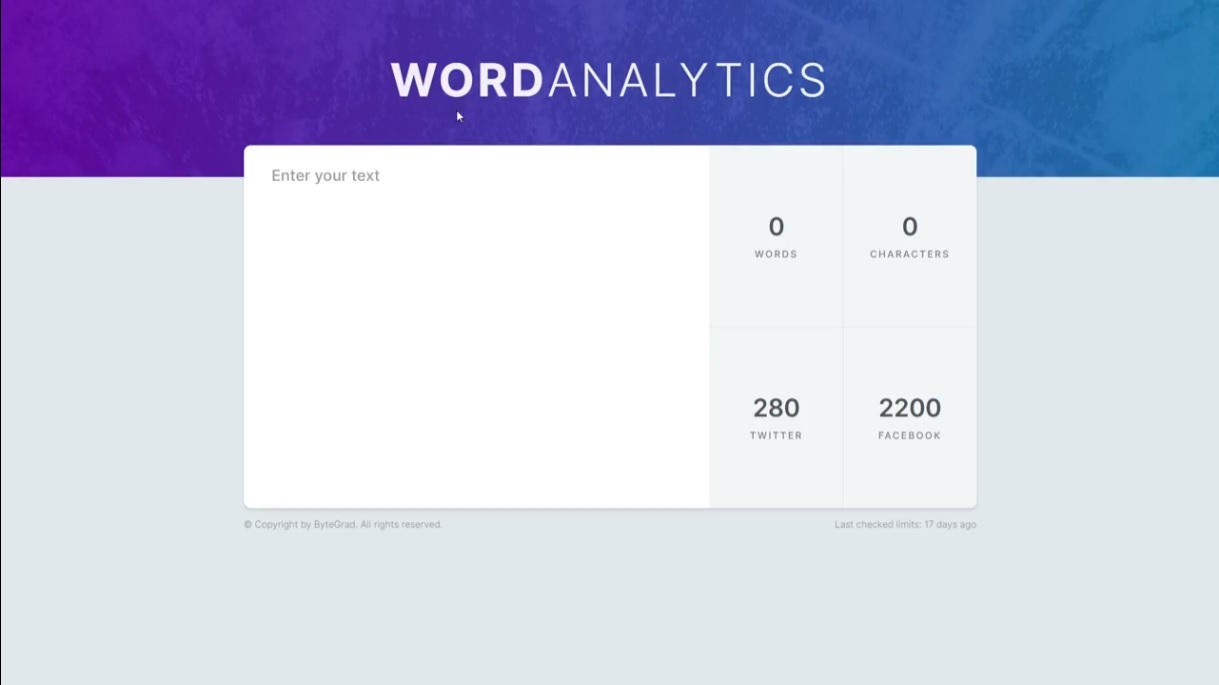 WORDANALYTICS
Enter your text
0
WORDS
0
CHARACTERS
280
TWITTER
2200
FACEBOOK
© Copyright by ByteGrad. All rights reserved.
Last checked limits: 17 days ago